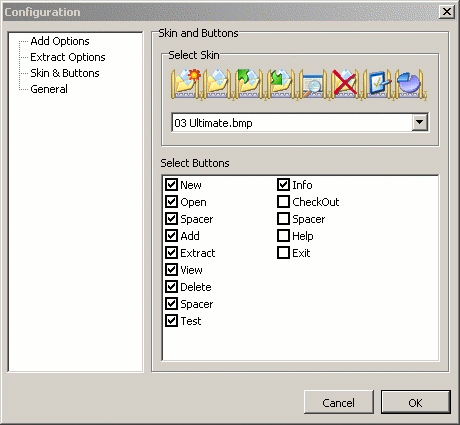 Configuration
Add Options
Extract Options
Skin & Buttons
General
Skin and Buttons
Select Skin
03 Ultimate.bmp
Select Buttons
New
Open
Spacer
Add
Extract
View
Delete
Spacer
Test
Info
CheckOut
Spacer
Help
Exit
Cancel
OK